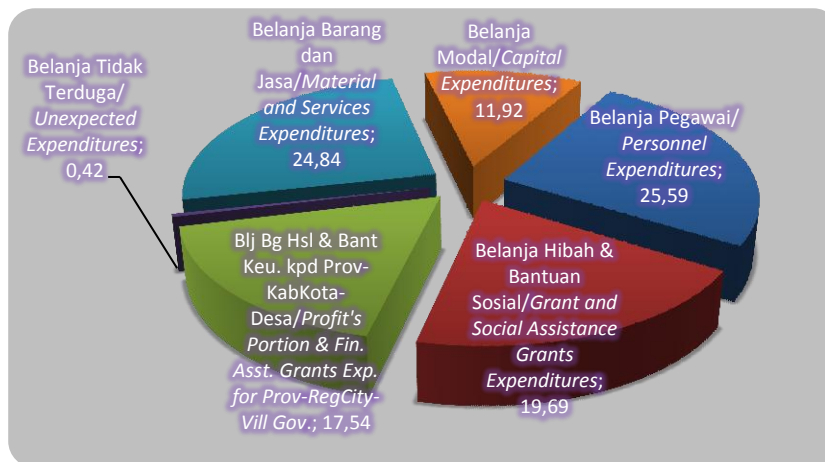 Belanja Barang
dan
Jasa/Material
and Services
Expenditures;
24,84
Belanja
Modal/Capital
Expenditures;
11,92
Belanja Tidak
Terduga/
Unexpected
Expenditures;
0,42
Belanja Pegawai/
Personnel
Expenditures;
25,59
Blj Bg Hsl & Bant
Keu. kpd Prov-
KabKota-
Desa/Profit's
Portion & Fin.
Asst. Grants Exp.
for Prov-RegCity-
Vill Gov.; 17,54
Belanja Hibah &
Bantuan
Sosial/Grant and
Social Assistance
Grants
Expenditures;
19,69